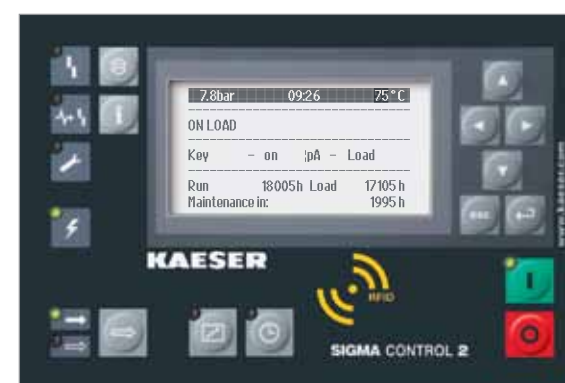 7.8bar 09:26 75°C
ON LOAD
Key - on ¦pA - Load
Run 18005h Load 17105h
Maintenance in: 1995h
esc
www.kaeser.com
KAESER
RFID
I
O
SIGMA CONTROL 2